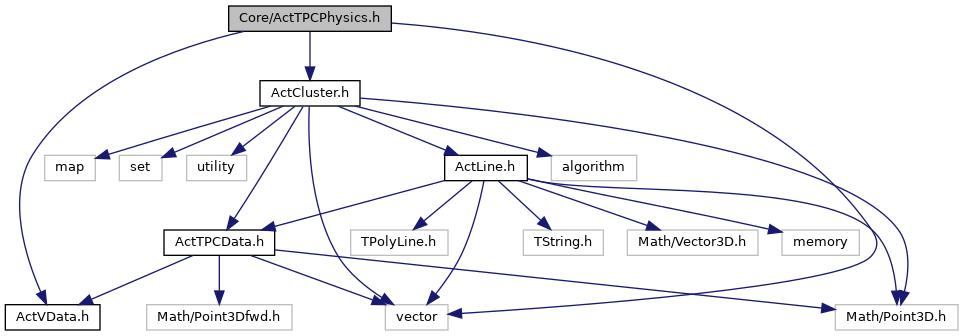 Core/ActTPCPhysics.h
ActCluster.h
map
set
utility
ActLine.h
algorithm
ActTPCData.h
TPolyLine.h
TString.h
Math/Vector3D.h
memory
ActVData.h
Math/Point3Dfwd.h
vector
Math/Point3D.h